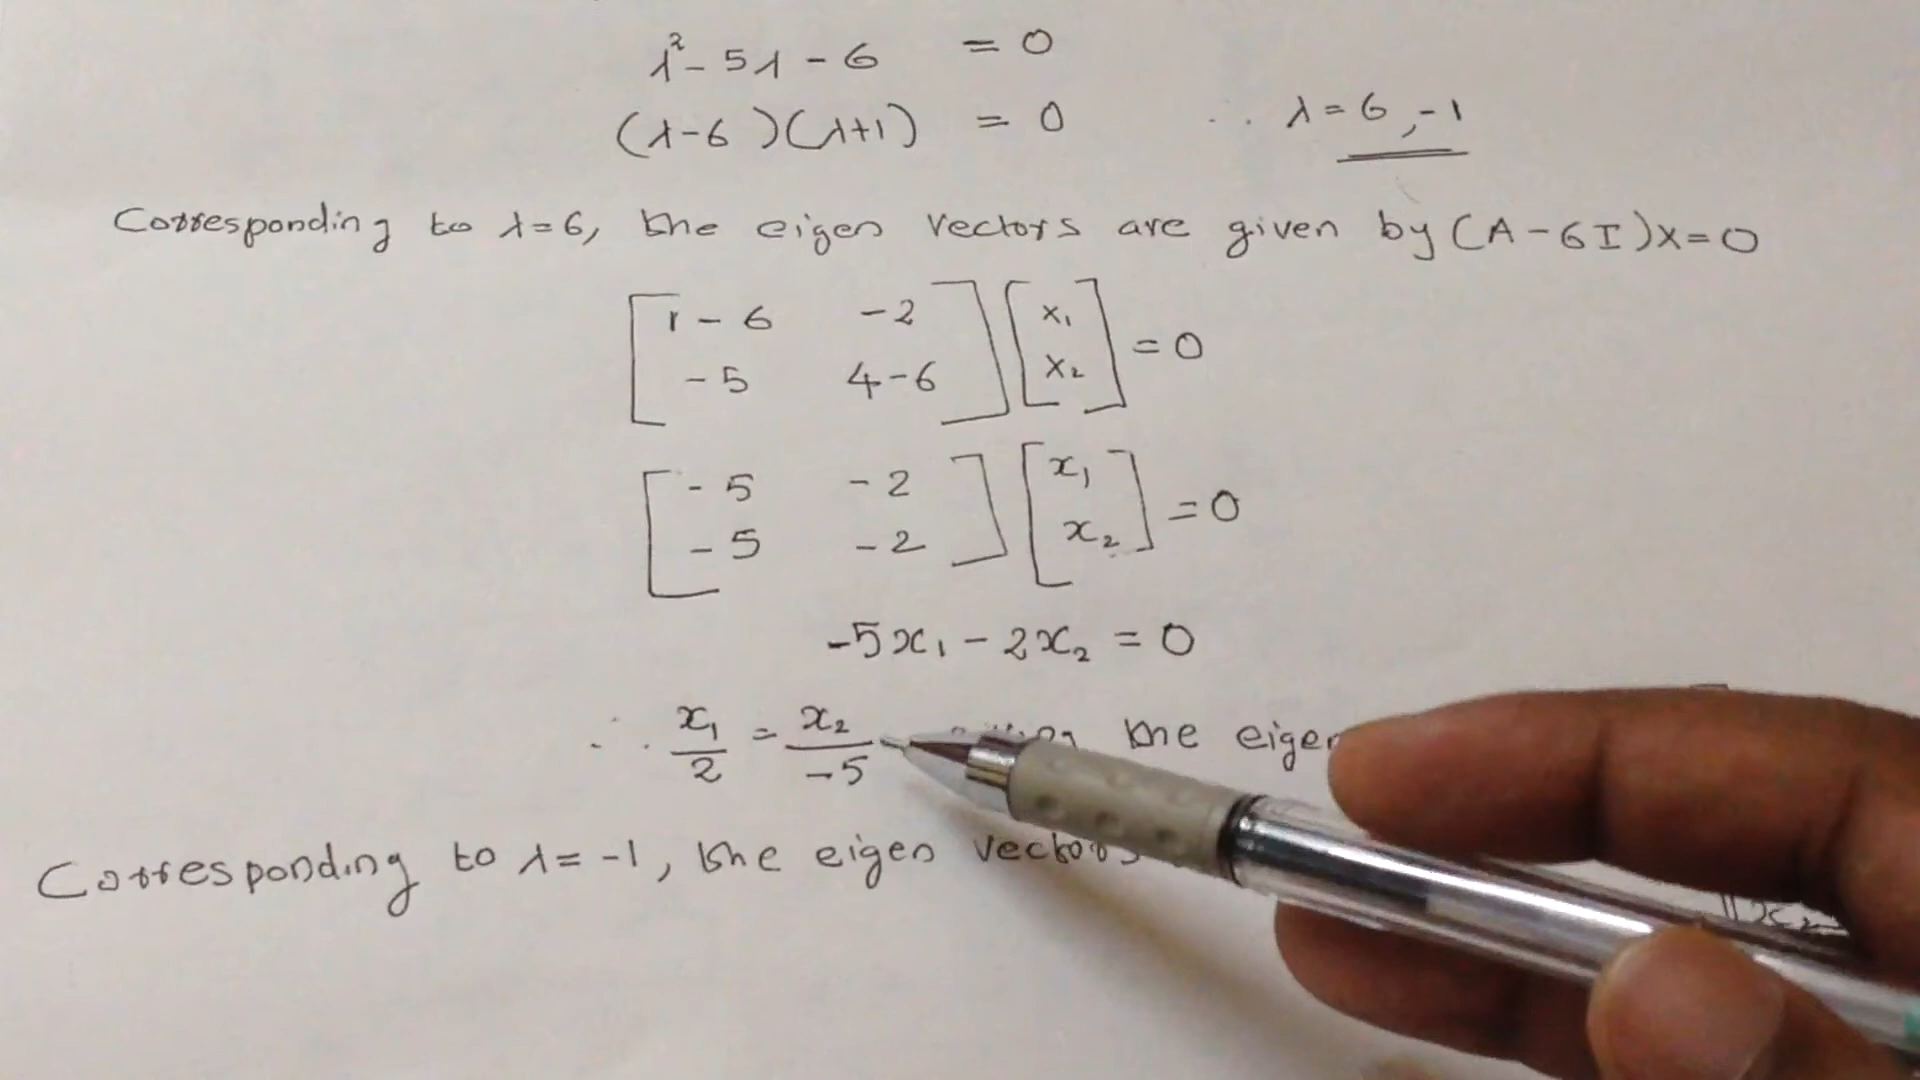 λ² - 5λ - 6 = 0
(λ-6)(λ+1) = 0 ∴ λ = 6, -1
Corresponding to λ=6, the eigen vectors are given by (A-6I)X=0
[1-6 -2] [x₁]
[-5 4-6] [x₂] = 0
[-5 -2] [x₁]
[-5 -2] [x₂] = 0
-5x₁ - 2x₂ = 0
∴ x₁/2 = x₂/-5 the eigen
Corresponding to λ = -1, the eigen vectors
x₂